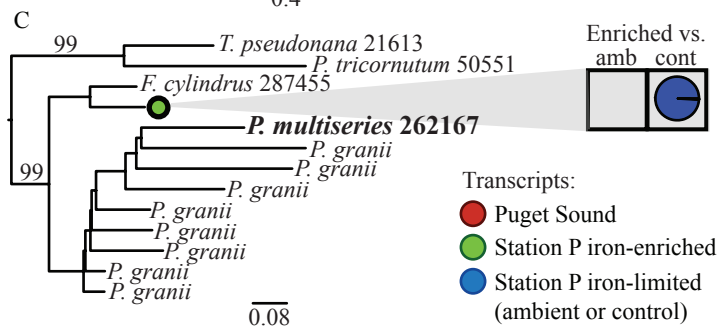 0.4
C
99
T. pseudonana 21613
P. tricornutum 50551
F. cylindrus 287455
P. multiseries 262167
99
P. granii
P. granii
P. granii
P. granii
P. granii
P. granii
P. granii
P. granii
0.08
Enriched vs.
amb cont
Transcripts:
Puget Sound
Station P iron-enriched
Station P iron-limited
(ambient or control)